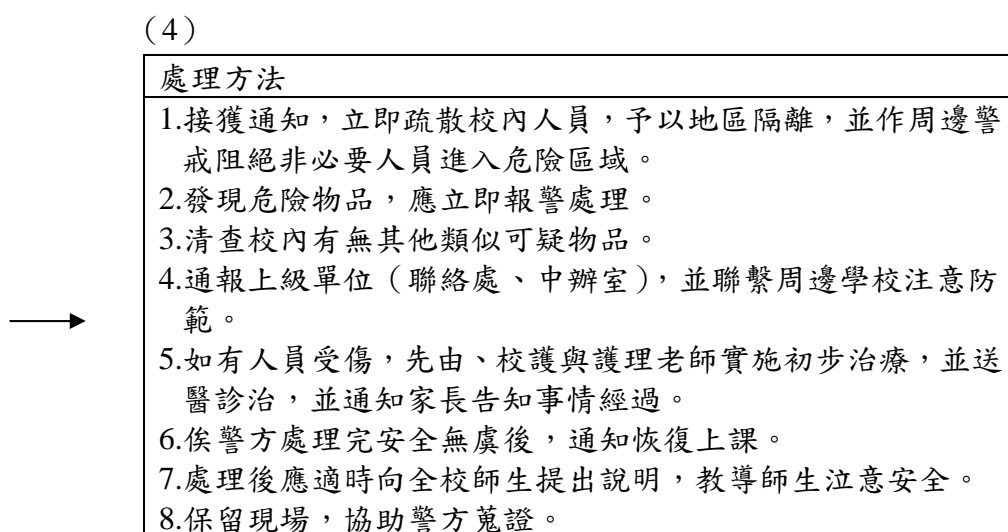 （4）
處理方法
1.接獲通知，立即疏散校內人員，予以地區隔離，並作周邊警
戒阻絕非必要人員進入危險區域。
2.發現危險物品，應立即報警處理。
3.清查校內有無其他類似可疑物品。
4.通報上級單位（聯絡處、中辦室），並聯繫周邊學校注意防
範。
5.如有人員受傷，先由、校護與護理老師實施初步治療，並送
醫診治，並通知家長告知事情經過。
6.俟警方處理完安全無虞後，通知恢復上課。
7.處理後應適時向全校師生提出說明，教導師生泣意安全。
8.保留現場，協助警方蒐證。